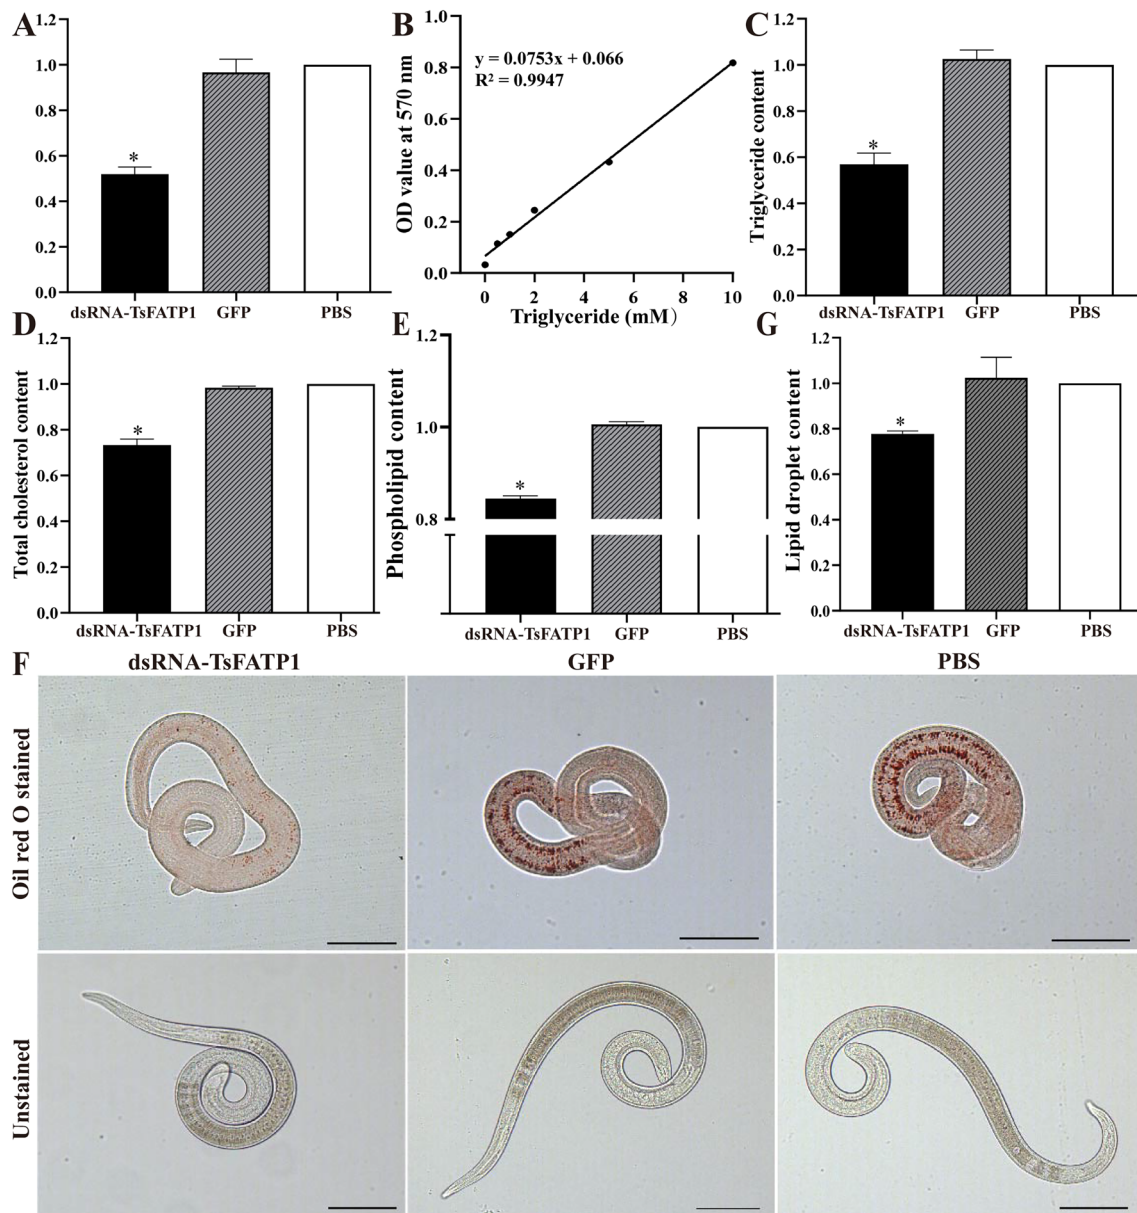 A
1.2
1.0
0.8
0.6
0.4
0.2
0.0
*
dsRNA-TsFATP1 GFP PBS
B
OD value at 570 nm
1.0
0.8
0.6
0.4
0.2
0.0
y = 0.0753x + 0.066
R² = 0.9947
0 2 4 6 8 10
Triglyceride (mM）
C
Triglyceride content
1.2
1.0
0.8
0.6
0.4
0.2
0.0
*
dsRNA-TsFATP1 GFP PBS
D
Total cholesterol content
1.2
1.0
0.8
0.6
0.4
0.2
0.0
*
dsRNA-TsFATP1 GFP PBS
E
Phospholipid content
1.2
1.0
0.8
*
dsRNA-TsFATP1 GFP PBS
G
Lipid droplet content
1.2
1.0
0.8
0.6
0.4
0.2
0.0
*
dsRNA-TsFATP1 GFP PBS
F
dsRNA-TsFATP1 GFP PBS
Oil red O stained
Unstained